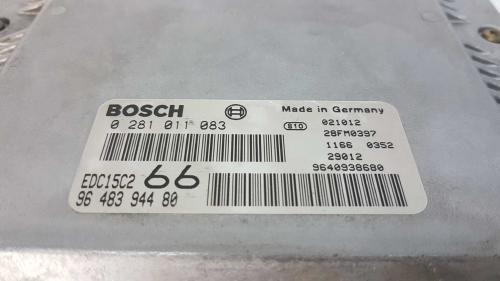 BOSCH
0 281 011 083
EDC15C2 66
96 483 944 80
Made in Germany
810 021012
28FM0397
1166 0352
29012
9640938680